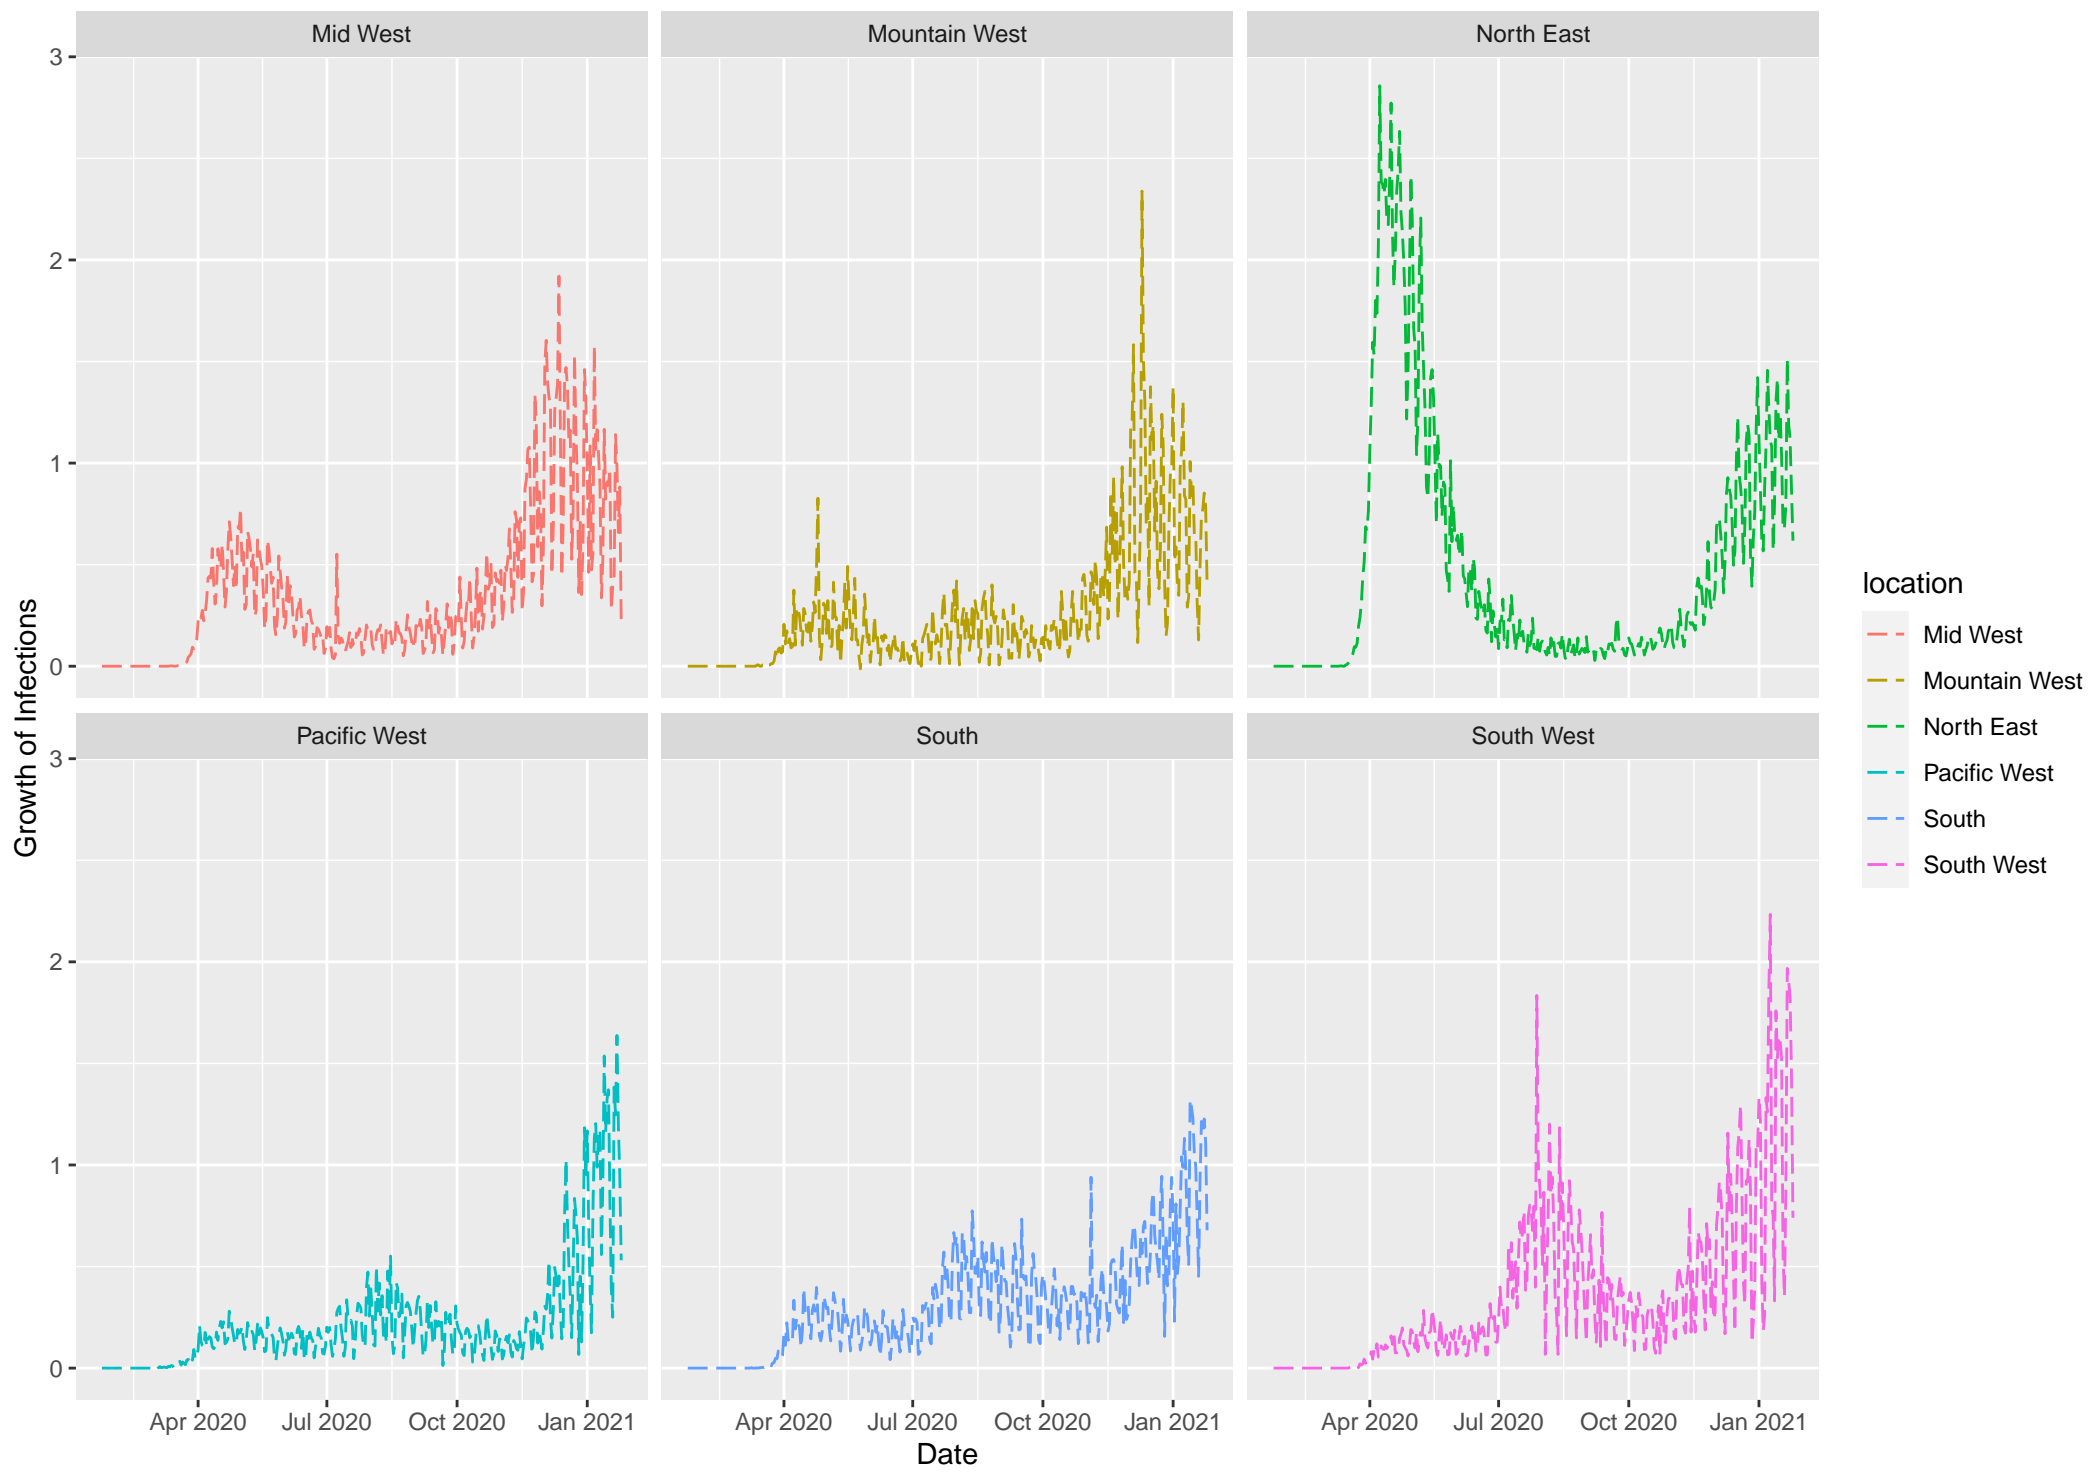 Mid West
Mountain West
North East
3
2
1
0
Pacific West
South
South West
3
2
1
0
Apr 2020
Jul 2020
Oct 2020
Jan 2021
Apr 2020
Jul 2020
Oct 2020
Jan 2021
Apr 2020
Jul 2020
Oct 2020
Jan 2021
Date
Growth of Infections
location
Mid West
Mountain West
North East
Pacific West
South
South West